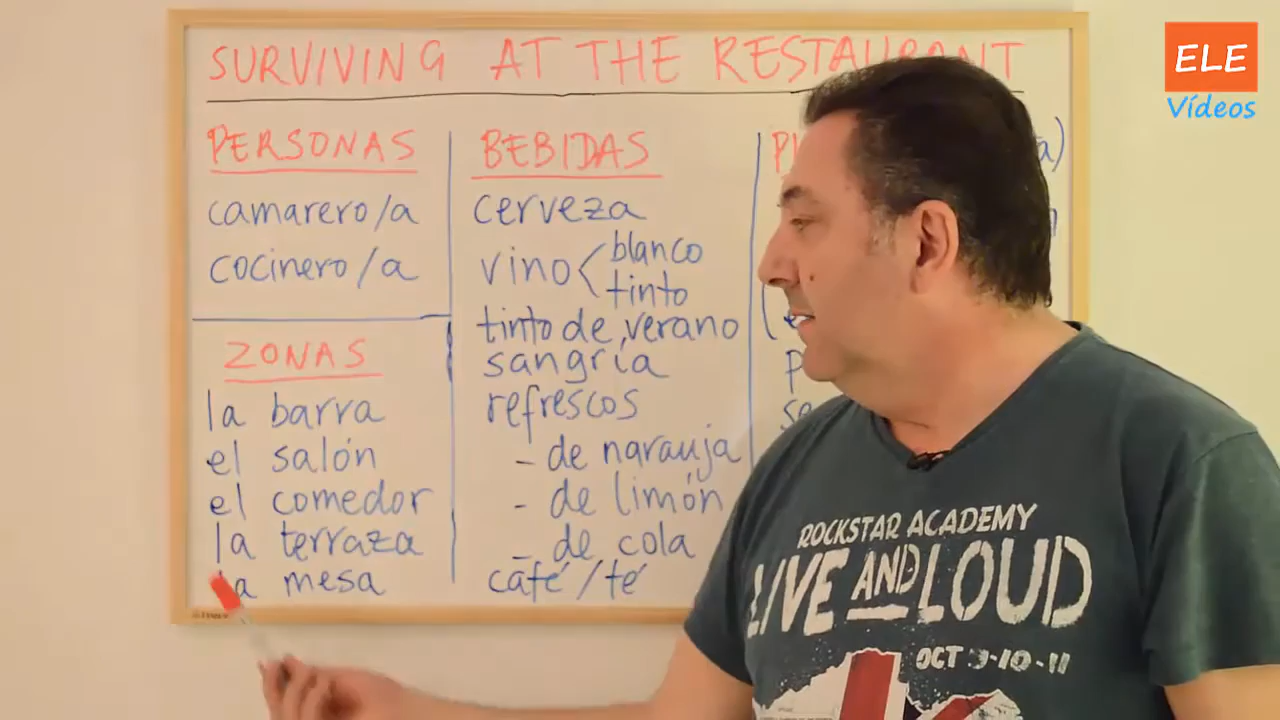 SURVIVING AT THE RESTAURANT
PERSONAS
camarero/a
cocinero/a
ZONAS
la barra
el salón
el comedor
la terraza
la mesa
BEBIDAS
cerveza
vino blanco
tinto
tinto de verano
sangría
refrescos
- de naranja
- de limón
- de cola
café/té
ELE
Vídeos
ROCKSTAR ACADEMY
LIVE AND LOUD
OCT 9-10-11